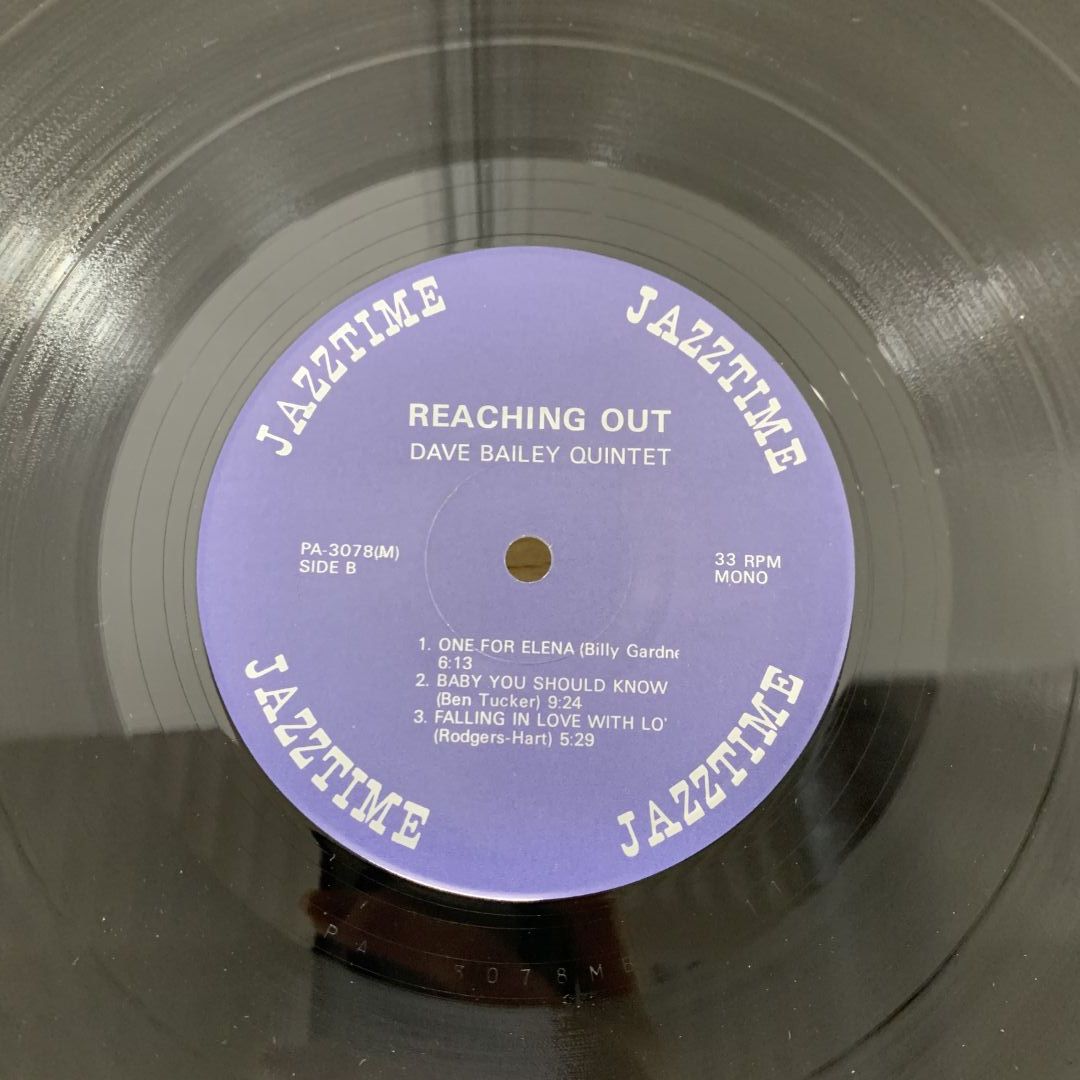 JAZZTIME
JAZZTIME
REACHING OUT
DAVE BAILEY QUINTET
PA-3078(M)
SIDE B
33 RPM
MONO
1. ONE FOR ELENA (Billy Gardne
6:13
2. BABY YOU SHOULD KNOW
(Ben Tucker) 9:24
3. FALLING IN LOVE WITH LO
(Rodgers-Hart) 5:29
JAZZTIME
JAZZTIME
PA 3078 M B